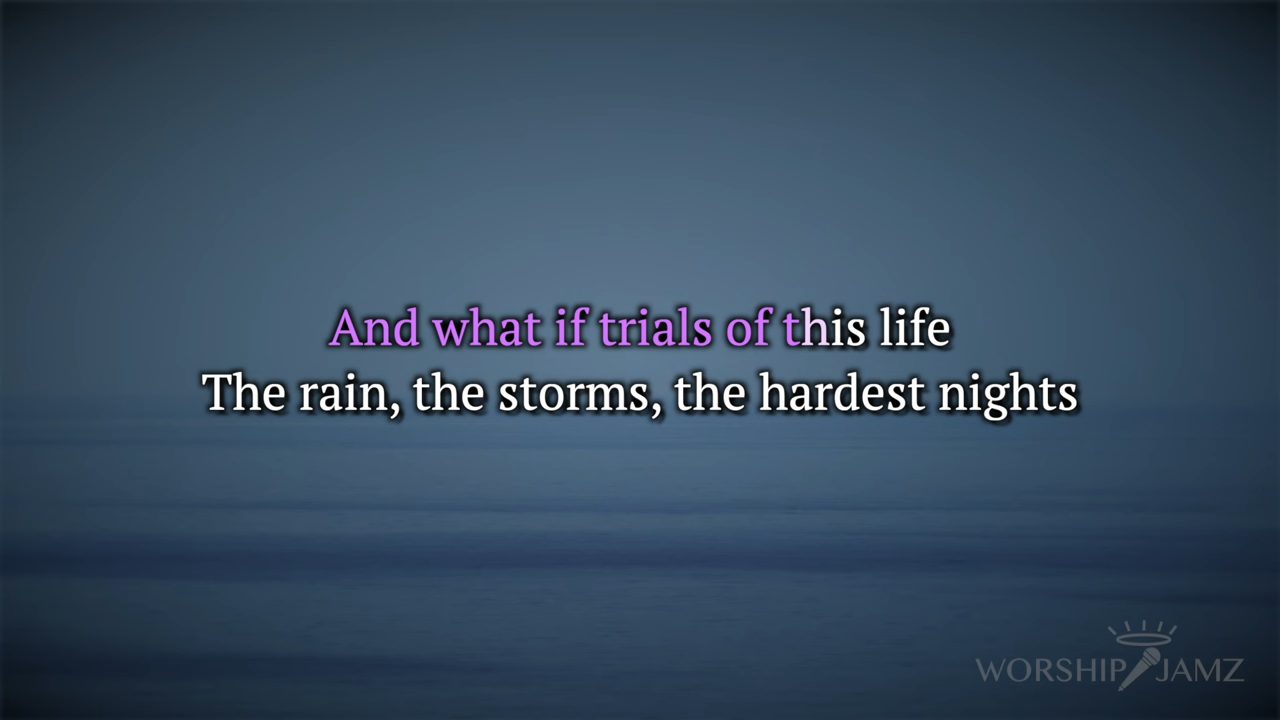 And what if trials of this life
The rain, the storms, the hardest nights
WORSHIP JAMZ